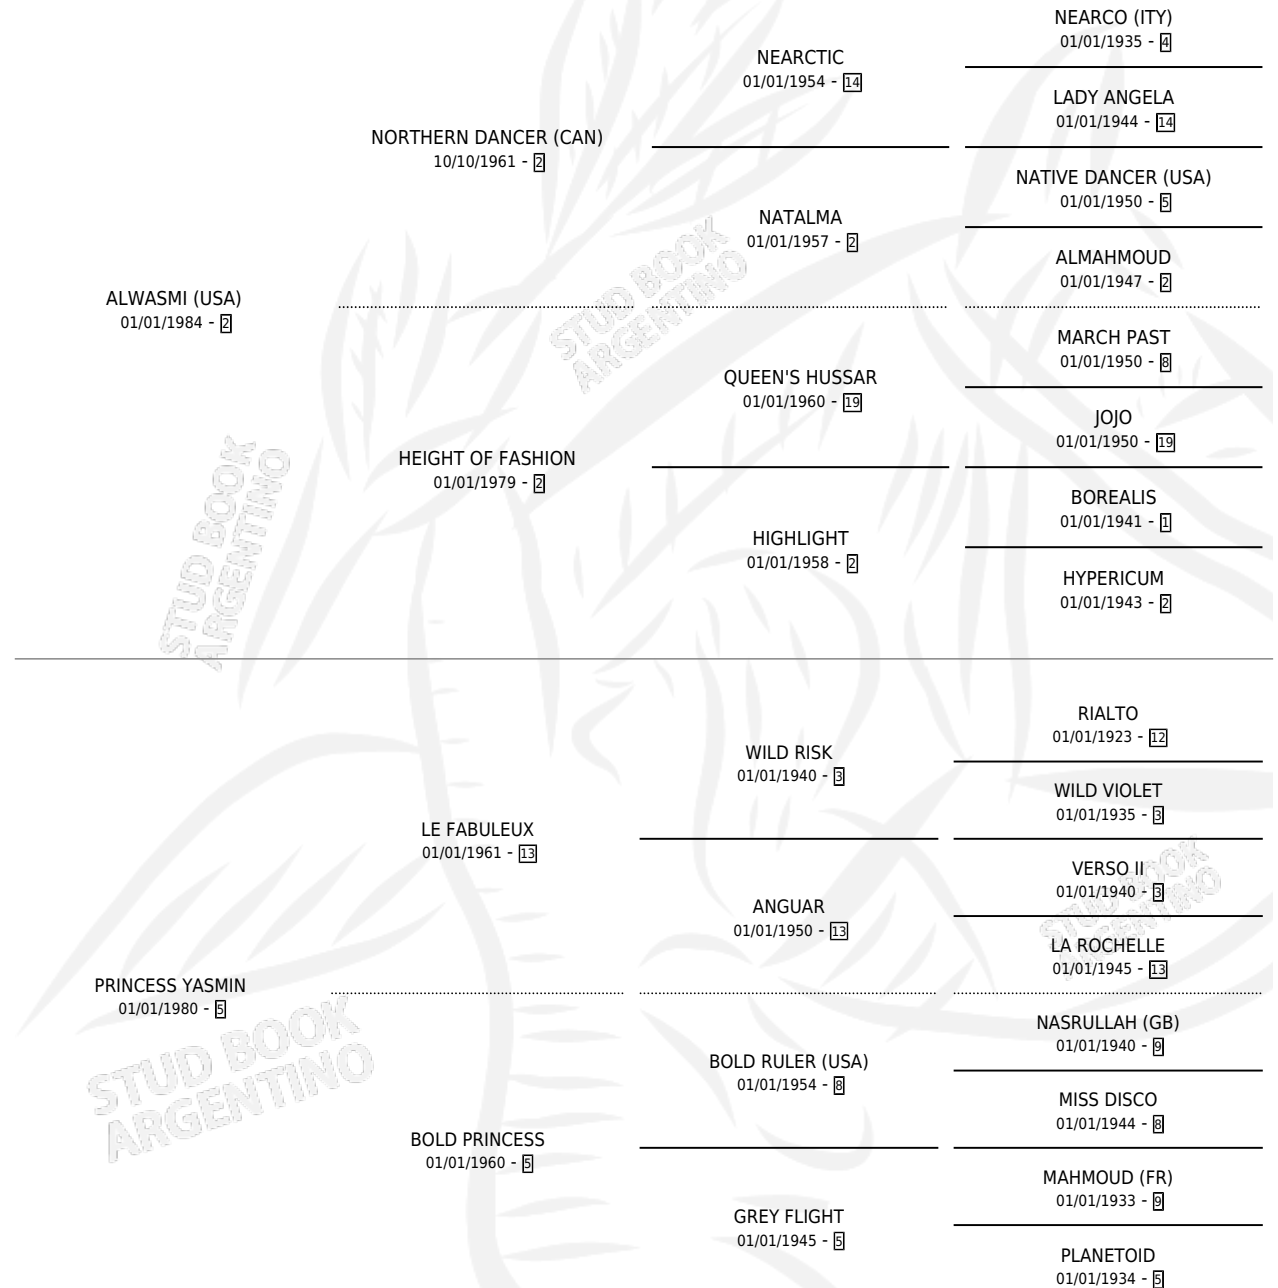 NEARCO (ITY)
01/01/1935 - 4
NEARCTIC
01/01/1954 - 14
LADY ANGELA
01/01/1944 - 14
NORTHERN DANCER (CAN)
10/10/1961 - 2
NATIVE DANCER (USA)
01/01/1950 - 5
NATALMA
01/01/1957 - 2
ALMAHMOUD
01/01/1947 - 2
ALWASMI (USA)
01/01/1984 - 2
MARCH PAST
01/01/1950 - 8
QUEEN'S HUSSAR
01/01/1960 - 19
JOJO
01/01/1950 - 19
HEIGHT OF FASHION
01/01/1979 - 2
BOREALIS
01/01/1941 - 1
HIGHLIGHT
01/01/1958 - 2
HYPERICUM
01/01/1943 - 2
RIALTO
01/01/1923 - 12
WILD RISK
01/01/1940 - 3
WILD VIOLET
01/01/1935 - 3
LE FABULEUX
01/01/1961 - 13
VERSO II
01/01/1940 - 3
ANGUAR
01/01/1950 - 13
LA ROCHELLE
01/01/1945 - 13
PRINCESS YASMIN
01/01/1980 - 5
NASRULLAH (GB)
01/01/1940 - 9
BOLD RULER (USA)
01/01/1954 - 8
MISS DISCO
01/01/1944 - 8
BOLD PRINCESS
01/01/1960 - 5
MAHMOUD (FR)
01/01/1933 - 9
GREY FLIGHT
01/01/1945 - 5
PLANETOID
01/01/1934 - 5
STUD BOOK
ARGENTINO
STUD BOOK
ARGENTINO
STUD BOOK
ARGENTINO
STUD BOOK
ARGENTINO